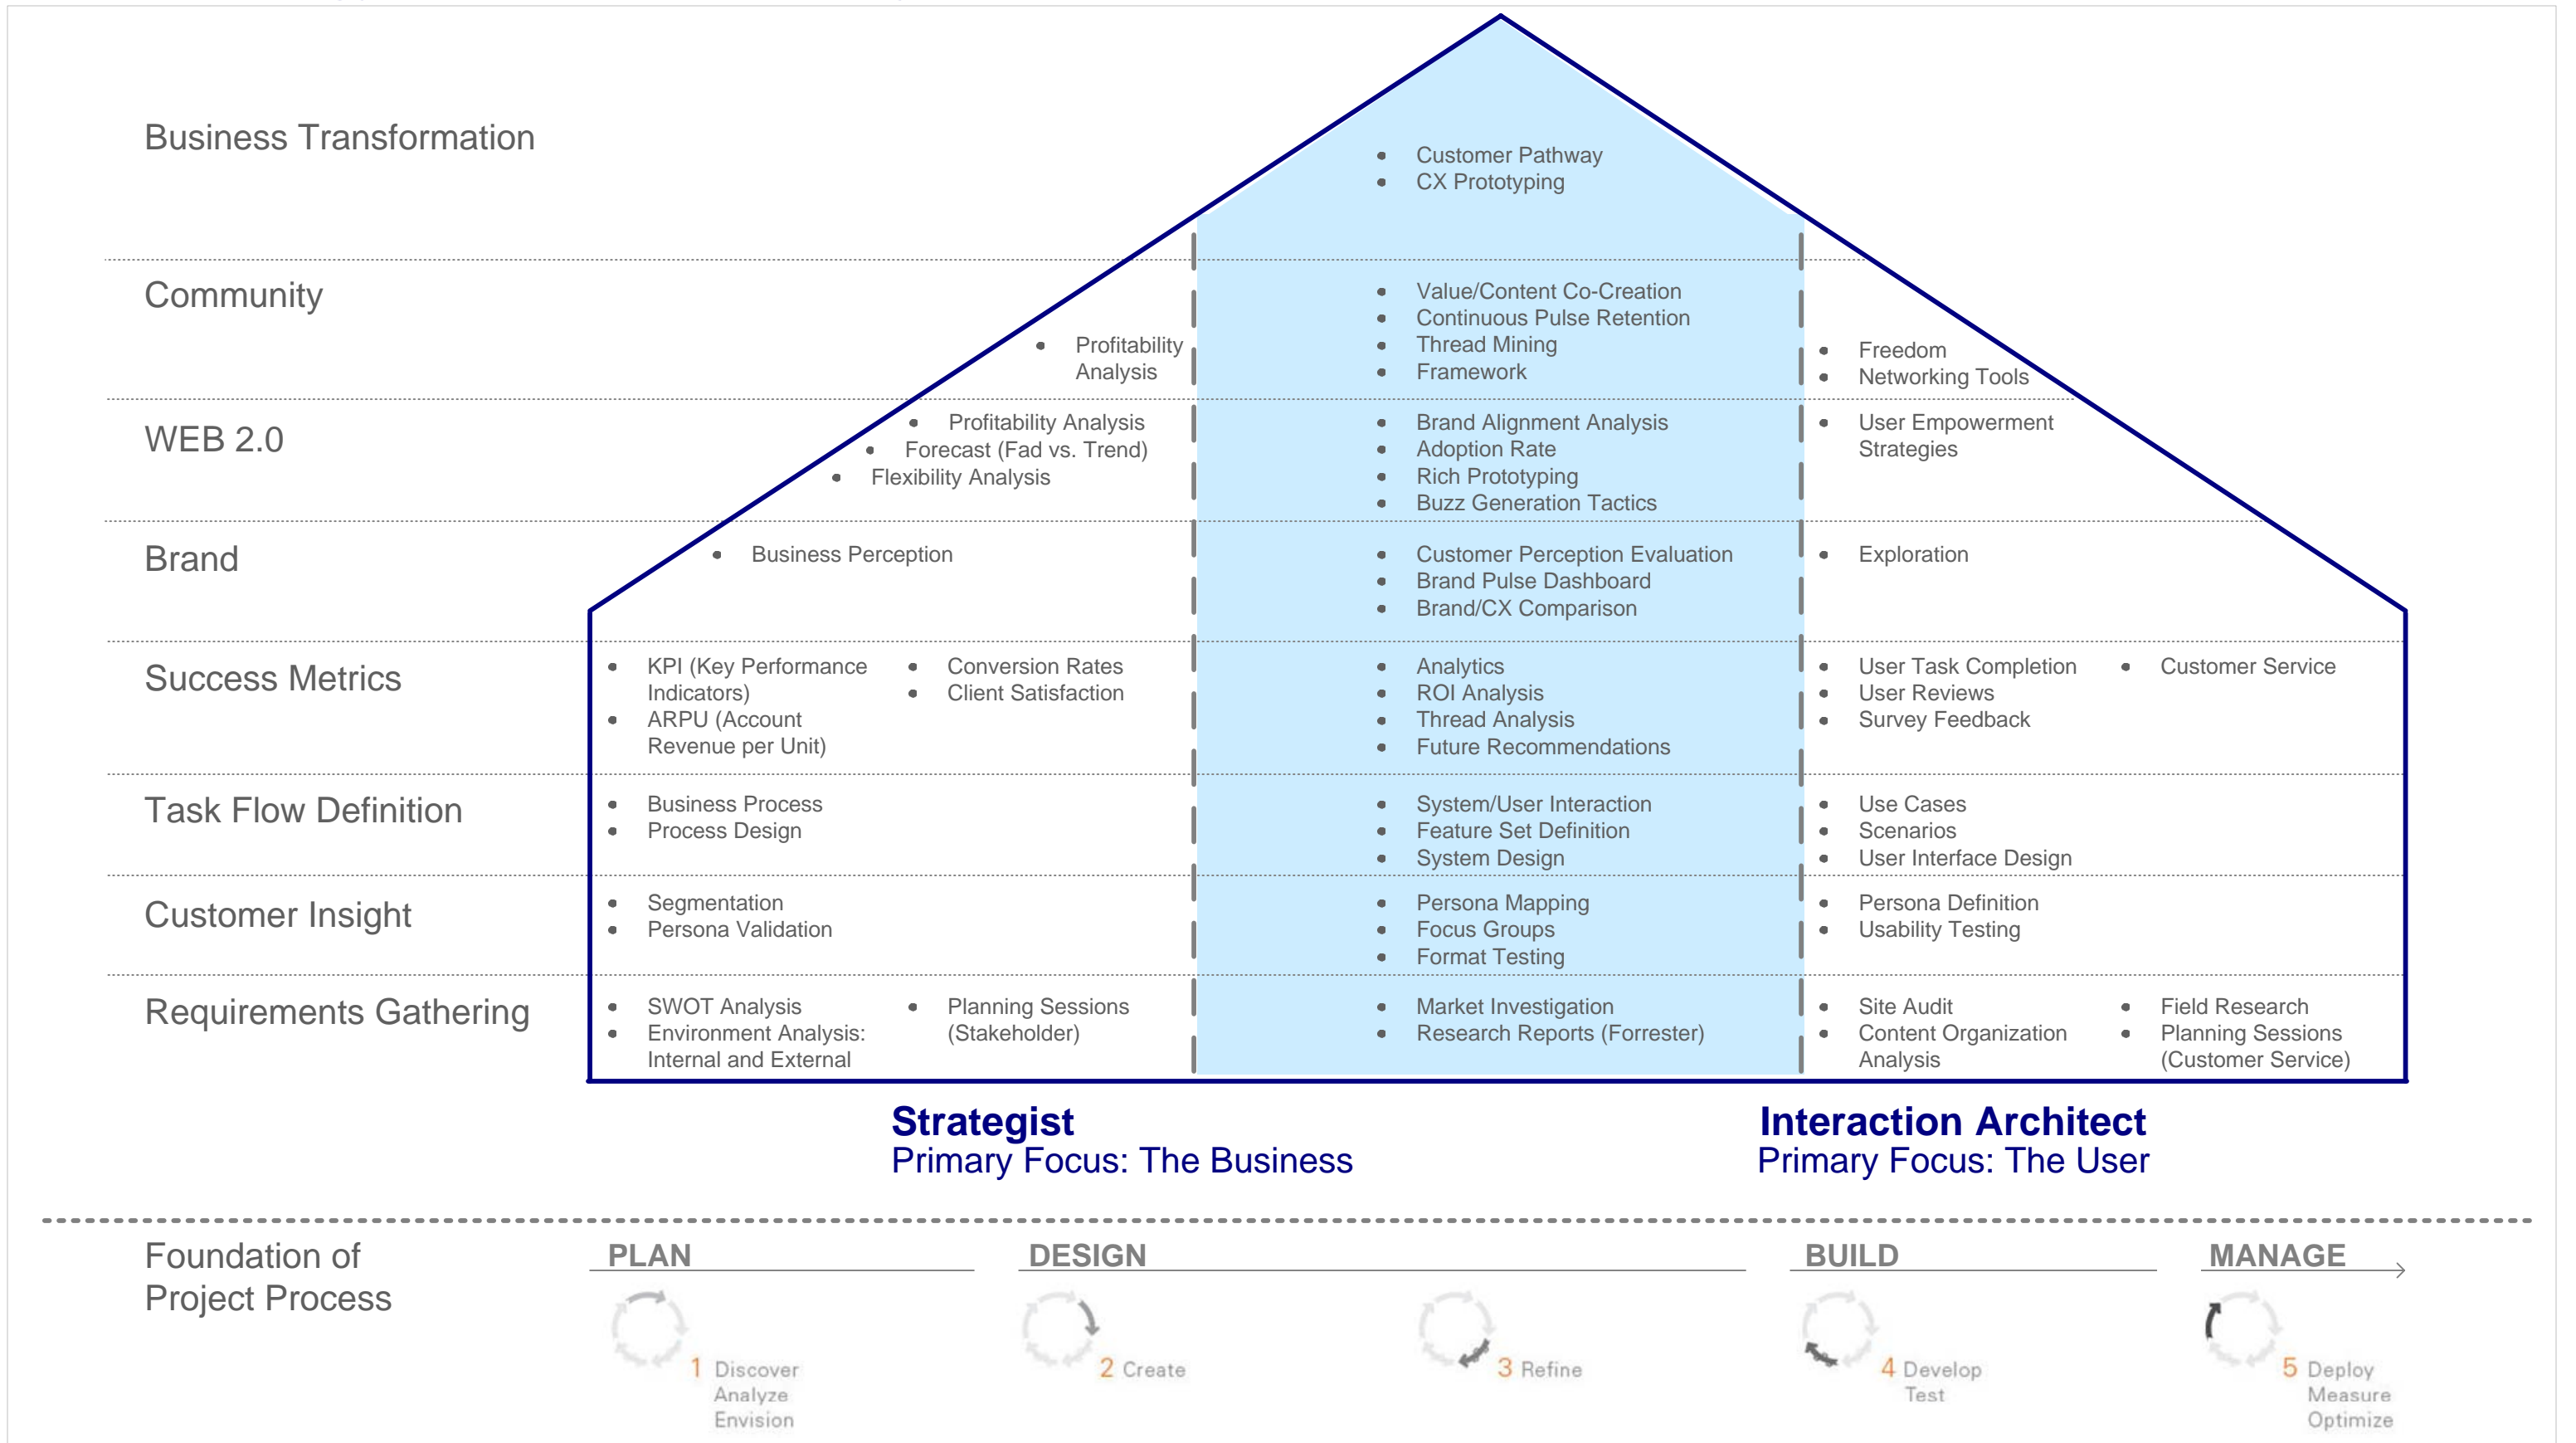 Business Transformation
Customer Pathway
CX Prototyping
Community
Profitability
Analysis
Value/Content Co-Creation
Continuous Pulse Retention
Thread Mining
Framework
Freedom
Networking Tools
WEB 2.0
Profitability Analysis
Forecast (Fad vs. Trend)
Flexibility Analysis
Brand Alignment Analysis
Adoption Rate
Rich Prototyping
Buzz Generation Tactics
User Empowerment
Strategies
Brand
Business Perception
Customer Perception Evaluation
Brand Pulse Dashboard
Brand/CX Comparison
Exploration
Success Metrics
KPI (Key Performance
Indicators)
ARPU (Account
Revenue per Unit)
Conversion Rates
Client Satisfaction
Analytics
ROI Analysis
Thread Analysis
Future Recommendations
User Task Completion
User Reviews
Survey Feedback
Customer Service
Task Flow Definition
Business Process
Process Design
System/User Interaction
Feature Set Definition
System Design
Use Cases
Scenarios
User Interface Design
Customer Insight
Segmentation
Persona Validation
Persona Mapping
Focus Groups
Format Testing
Persona Definition
Usability Testing
Requirements Gathering
SWOT Analysis
Environment Analysis:
Internal and External
Planning Sessions
(Stakeholder)
Market Investigation
Research Reports (Forrester)
Site Audit
Content Organization
Analysis
Field Research
Planning Sessions
(Customer Service)
Strategist
Primary Focus: The Business
Interaction Architect
Primary Focus: The User
Foundation of
Project Process
PLAN
1 Discover
Analyze
Envision
DESIGN
2 Create
3 Refine
BUILD
4 Develop
Test
MANAGE
5 Deploy
Measure
Optimize